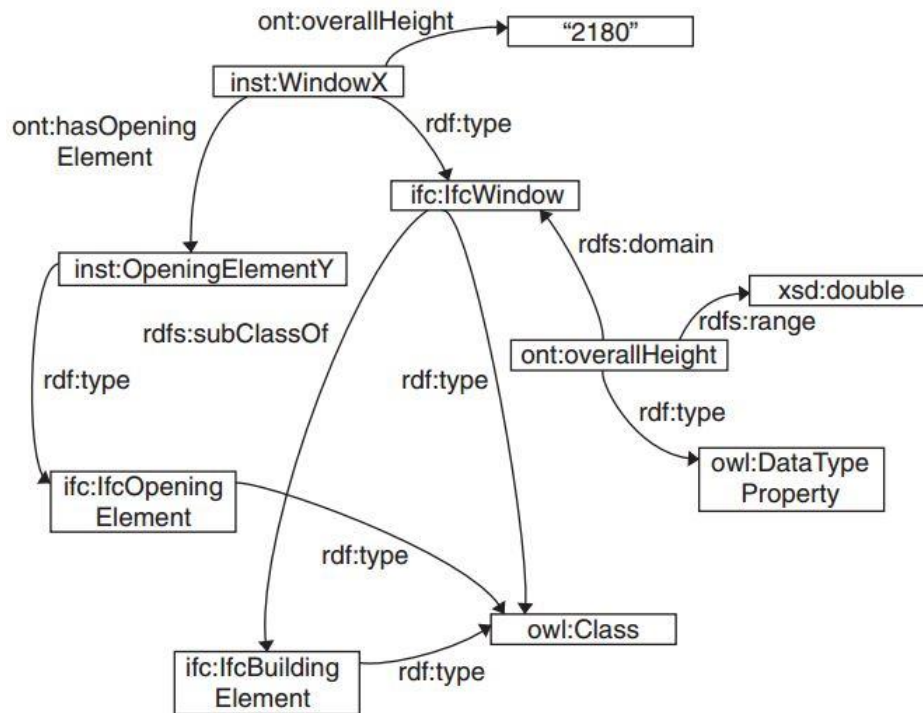 ont:overallHeight
“2180”
inst:WindowX
ont:hasOpening
Element
rdf:type
ifc:IfcWindow
rdfs:domain
inst:OpeningElementY
xsd:double
rdfs:range
rdfs:subClassOf
ont:overallHeight
rdf:type
rdf:type
rdf:type
owl:DataType
Property
ifc:IfcOpening
Element
rdf:type
owl:Class
ifc:IfcBuilding
Element
rdf:type